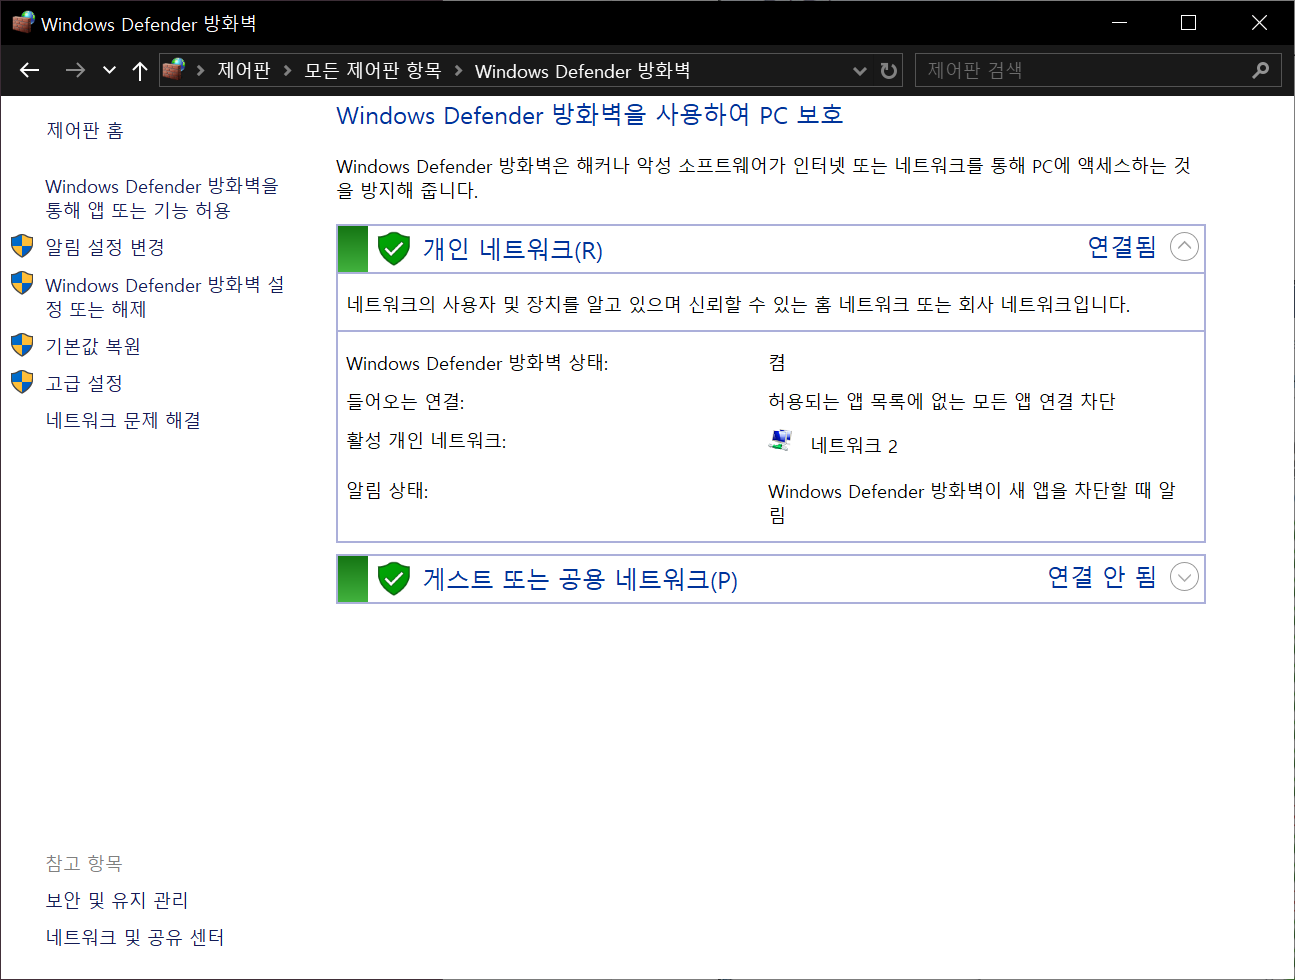 Windows Defender 방화벽
제어판 모든 제어판 항목 Windows Defender 방화벽
제어판 검색
제어판 홈
Windows Defender 방화벽을
통해 앱 또는 기능 허용
알림 설정 변경
Windows Defender 방화벽 설
정 또는 해제
기본값 복원
고급 설정
네트워크 문제 해결
Windows Defender 방화벽을 사용하여 PC 보호
Windows Defender 방화벽은 해커나 악성 소프트웨어가 인터넷 또는 네트워크를 통해 PC에 액세스하는 것
을 방지해 줍니다.
개인 네트워크(R) 연결됨
네트워크의 사용자 및 장치를 알고 있으며 신뢰할 수 있는 홈 네트워크 또는 회사 네트워크입니다.
Windows Defender 방화벽 상태: 켬
들어오는 연결: 허용되는 앱 목록에 없는 모든 앱 연결 차단
활성 개인 네트워크: 네트워크 2
알림 상태: Windows Defender 방화벽이 새 앱을 차단할 때 알
림
게스트 또는 공용 네트워크(P) 연결 안 됨
참고 항목
보안 및 유지 관리
네트워크 및 공유 센터